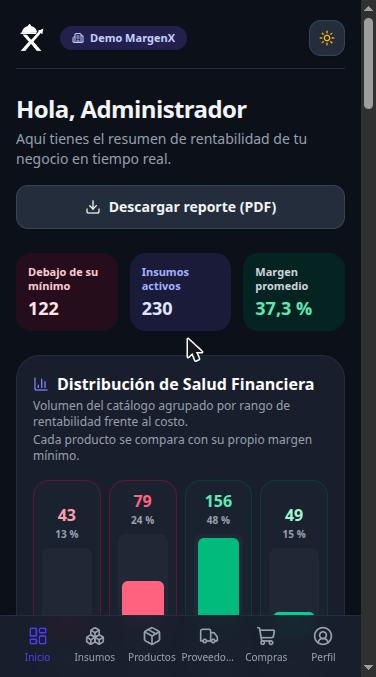 Demo MargenX
Hola, Administrador
Aquí tienes el resumen de rentabilidad de tu
negocio en tiempo real.
Descargar reporte (PDF)
Debajo de su
mínimo
122
Insumos
activos
230
Margen
promedio
37,3 %
Distribución de Salud Financiera
Volumen del catálogo agrupado por rango de
rentabilidad frente al costo.
Cada producto se compara con su propio margen
mínimo.
43
13 %
79
24 %
156
48 %
49
15 %
Inicio
Insumos
Productos
Proveedo...
Compras
Perfil